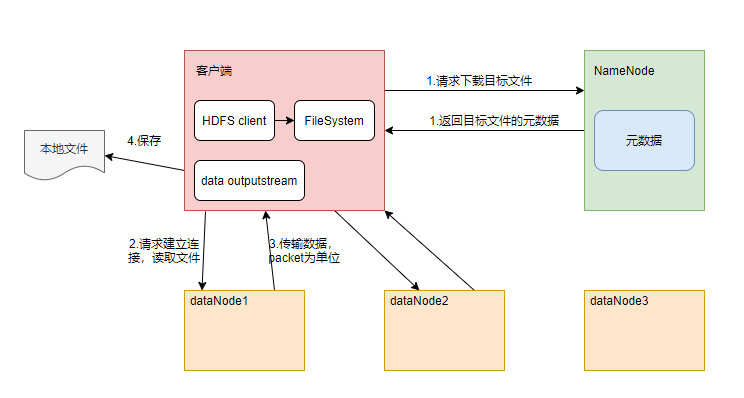 客户端
1.请求下载目标文件
NameNode
HDFS client
FileSystem
1.返回目标文件的元数据
元数据
4.保存
本地文件
data outputstream
2.请求建立连
接，读取文件
3.传输数据，
packet为单位
dataNode1
dataNode2
dataNode3